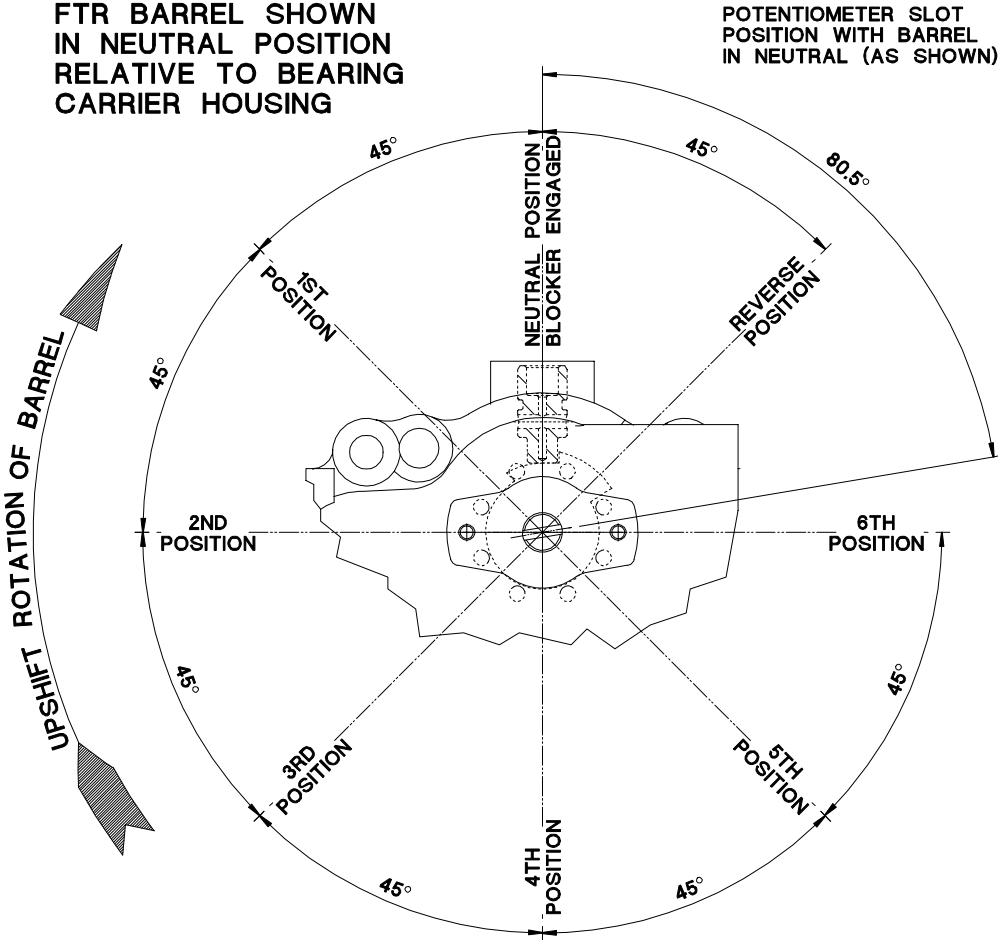 FTR BARREL SHOWN
IN NEUTRAL POSITION
RELATIVE TO BEARING
CARRIER HOUSING
POTENTIOMETER SLOT
POSITION WITH BARREL
IN NEUTRAL (AS SHOWN)
45°
45°
80.5°
NEUTRAL POSITION
BLOCKER ENGAGED
1ST
POSITION
REVERSE
POSITION
45°
UPSHIFT ROTATION OF BARREL
2ND
POSITION
6TH
POSITION
45°
45°
3RD
POSITION
5TH
POSITION
4TH
POSITION
45°
45°